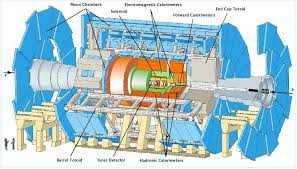 Muon Chambers
Electromagnetic Calorimeters
Solenoid
Forward Calorimeters
End Cap Toroid
Barrel Toroid
Inner Detector
Hadronic Calorimeters